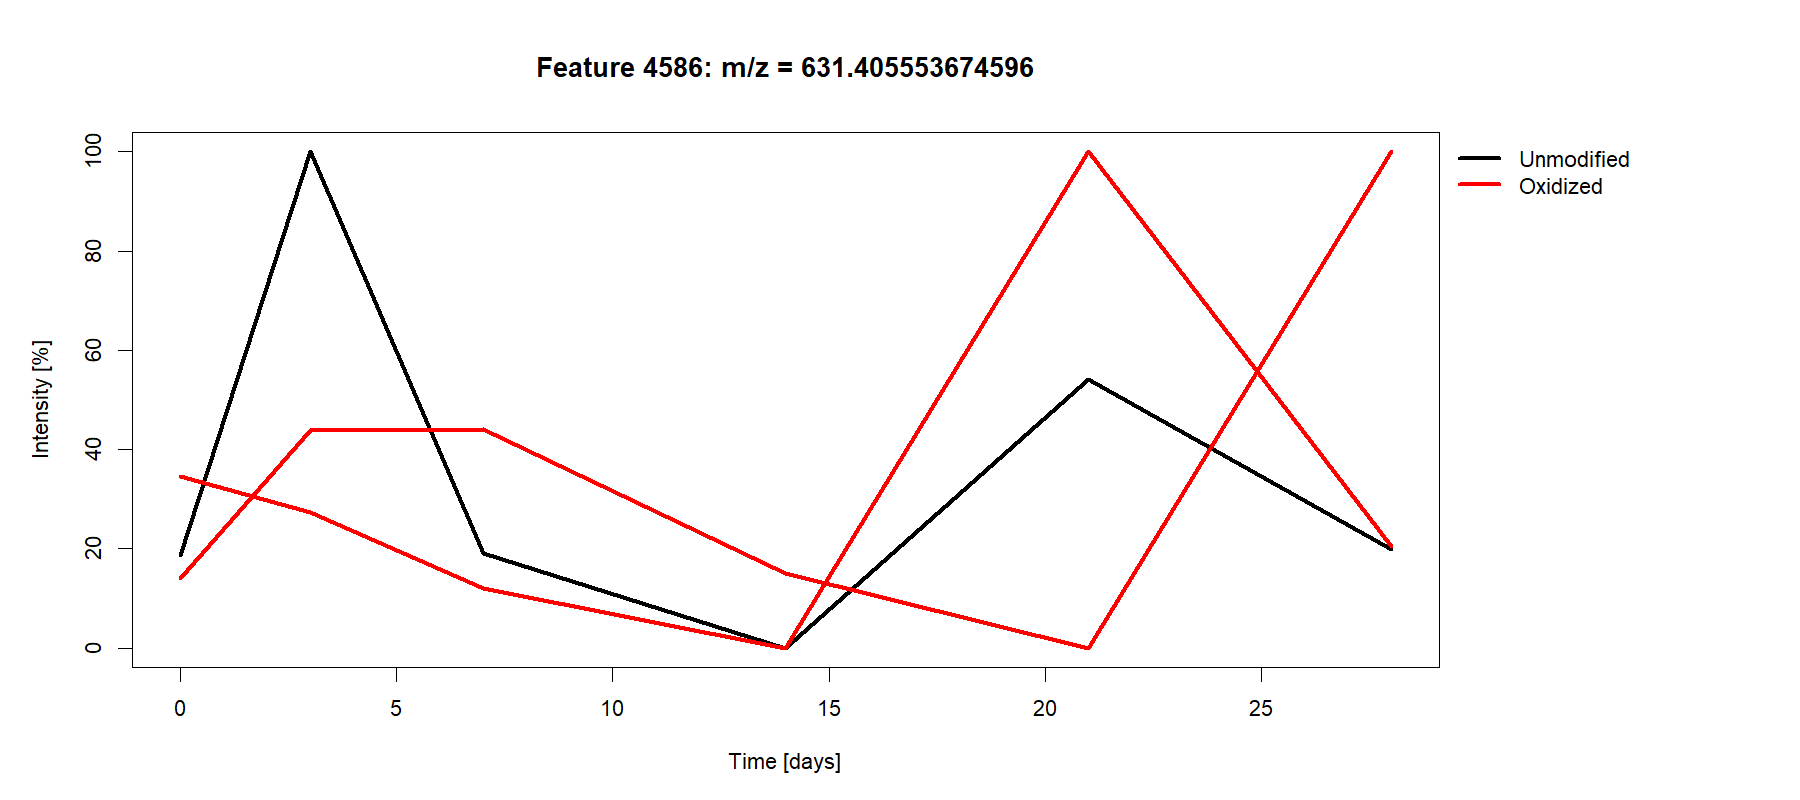 Feature 4586: m/z = 631.405553674596
Unmodified
Oxidized
Intensity [%]
100
80
60
40
20
0
0 5 10 15 20 25
Time [days]